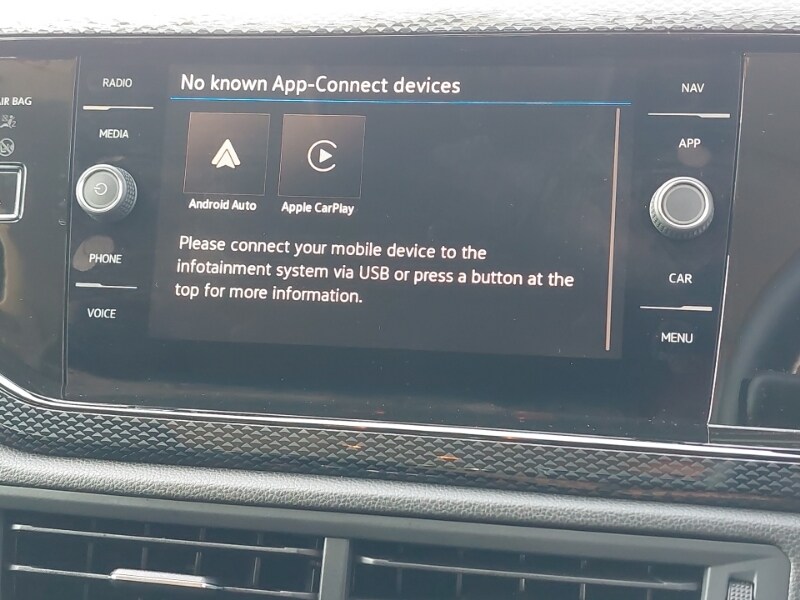 RADIO
MEDIA
PHONE
VOICE
No known App-Connect devices
Android Auto
Apple CarPlay
Please connect your mobile device to the
infotainment system via USB or press a button at the
top for more information.
NAV
APP
CAR
MENU
BAG